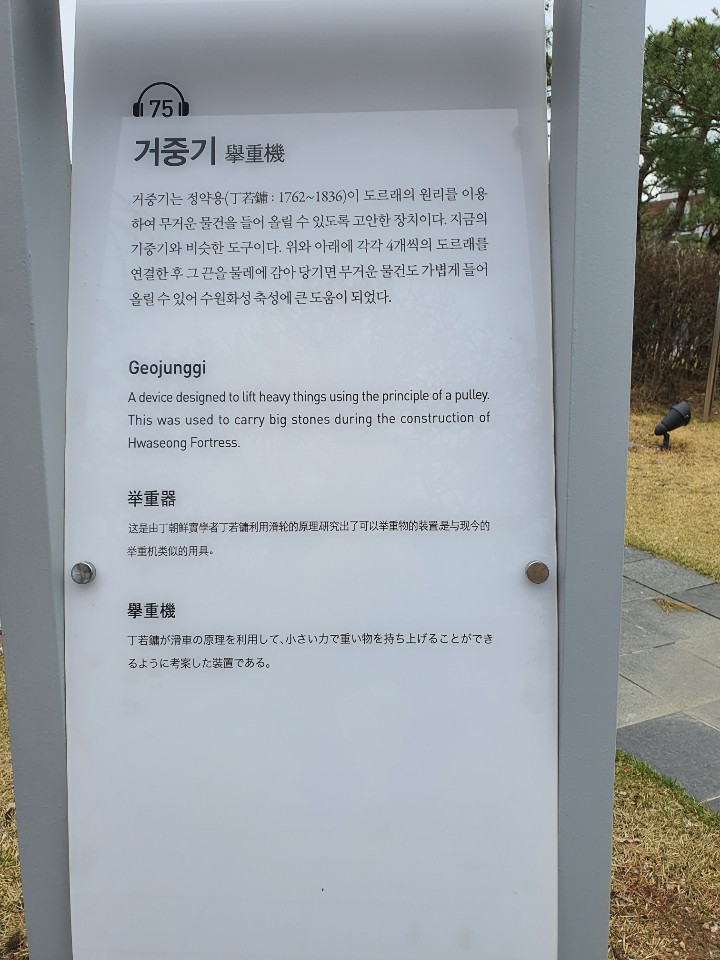 75
거중기 擧重機
거중기는 정약용(丁若鏞 : 1762~1836)이 도르래의 원리를 이용
하여 무거운 물건을 들어 올릴 수 있도록 고안한 장치이다. 지금의
기중기와 비슷한 도구이다. 위와 아래에 각각 4개씩의 도르래를
연결한 후 그 끈을 물레에 감아 당기면 무거운 물건도 가볍게 들어
올릴 수 있어 수원화성 축성에 큰 도움이 되었다.
Geojunggi
A device designed to lift heavy things using the principle of a pulley.
This was used to carry big stones during the construction of
Hwaseong Fortress.
举重器
这是由丁朝鲜實學者丁若镛利用滑轮的原理,研究出了可以举重物的装置,是与现今的
举重机类似的用具。
擧重機
丁若鏞が滑車の原理を利用して、小さい力で重い物を持ち上げることができ
るように考案した装置である。